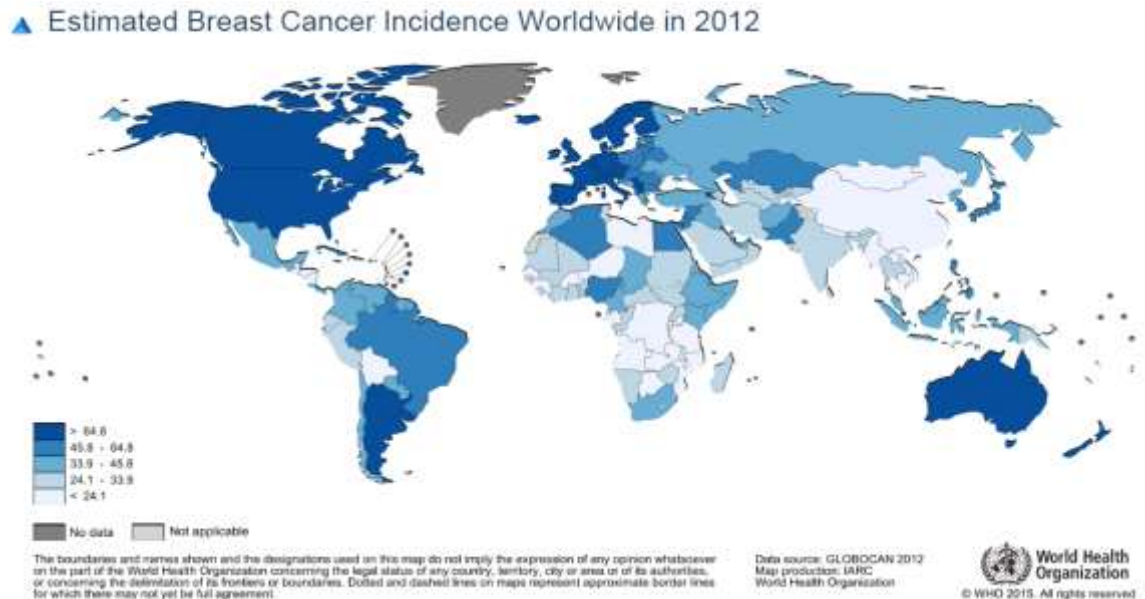 Estimated Breast Cancer Incidence Worldwide in 2012
> 64.8
45.8 - 64.8
33.9 - 45.8
24.1 - 33.9
< 24.1
No data
Not applicable
The boundaries and names shown and the designations used on this map do not imply the expression of any opinion whatsoever
on the part of the World Health Organization concerning the legal status of any country, territory, city or area or of its authorities,
or concerning the delimitation of its frontiers or boundaries. Dotted and dashed lines on maps represent approximate border lines
for which there may not yet be full agreement.
Data source: GLOBOCAN 2012
Map production: IARC
World Health Organization
World Health
Organization
© WHO 2015. All rights reserved